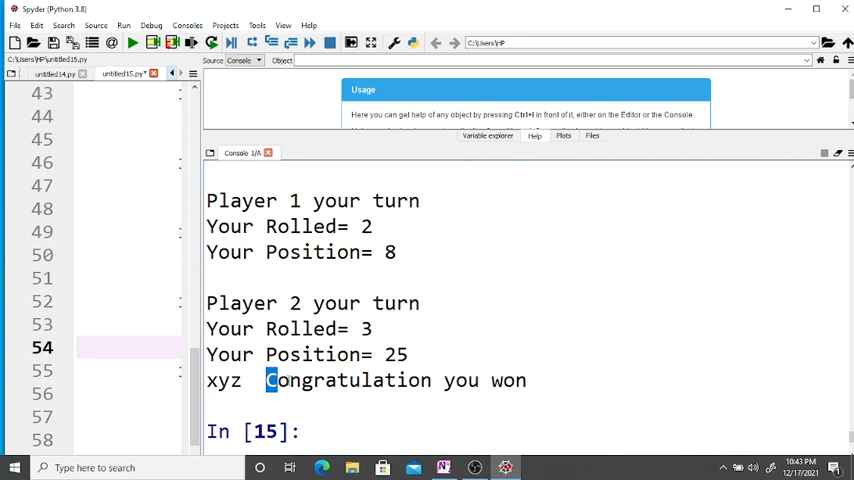 Spyder (Python 3.8)
File Edit Search Source Run Debug Consoles Projects Tools View Help
C:\Users\HP
C:\Users\HP\untitled15.py
Source Console Object
untitled14.py untitled15.py*
Usage
Here you can get help of any object by pressing Ctrl+I in front of it, either on the Editor or the Console.
Variable explorer Help Plots Files
Console 1/A
43
44
45
46
47
48
49
50
51
52
53
54
55
56
57
58
Player 1 your turn
Your Rolled= 2
Your Position= 8
Player 2 your turn
Your Rolled= 3
Your Position= 25
xyz Congratulation you won
In [15]:
Type here to search
10:43 PM
12/17/2021